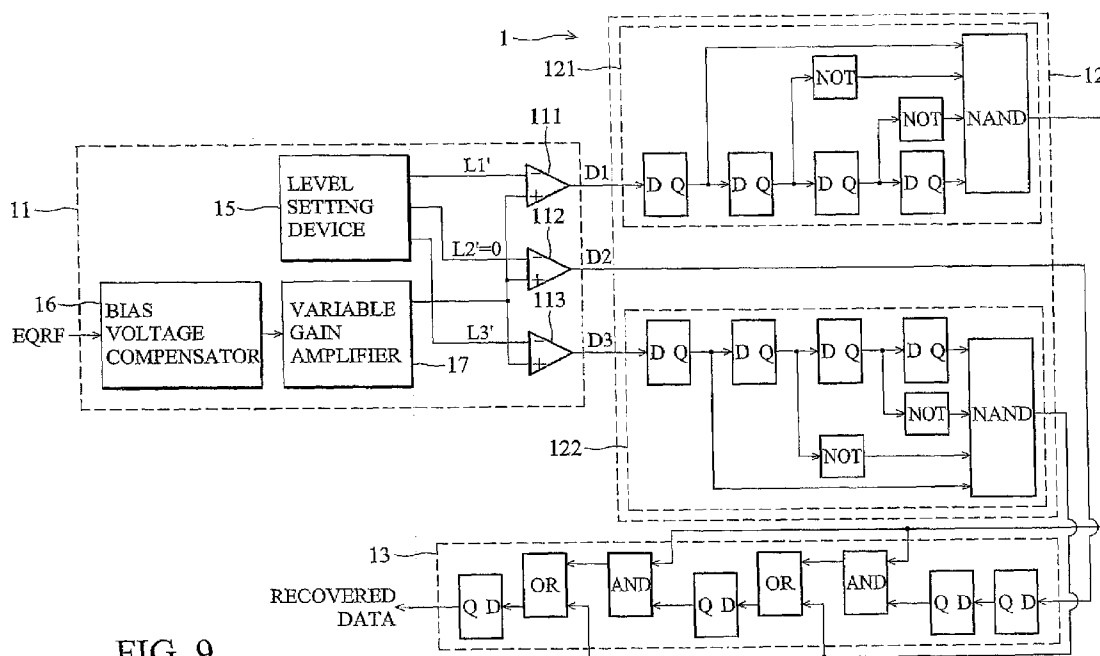 1
121
12
NOT
NOT
NAND
D Q
D Q
D Q
D Q
111
D1
L1'
11
15
LEVEL
SETTING
DEVICE
112
L2'=0
D2
113
16
BIAS
VOLTAGE
COMPENSATOR
VARIABLE
GAIN
AMPLIFIER
EQRF
L3'
D3
17
D Q
D Q
D Q
D Q
NAND
NOT
NOT
122
13
OR
AND
OR
AND
Q D
Q D
Q D
Q D
RECOVERED
DATA
FIG. 9